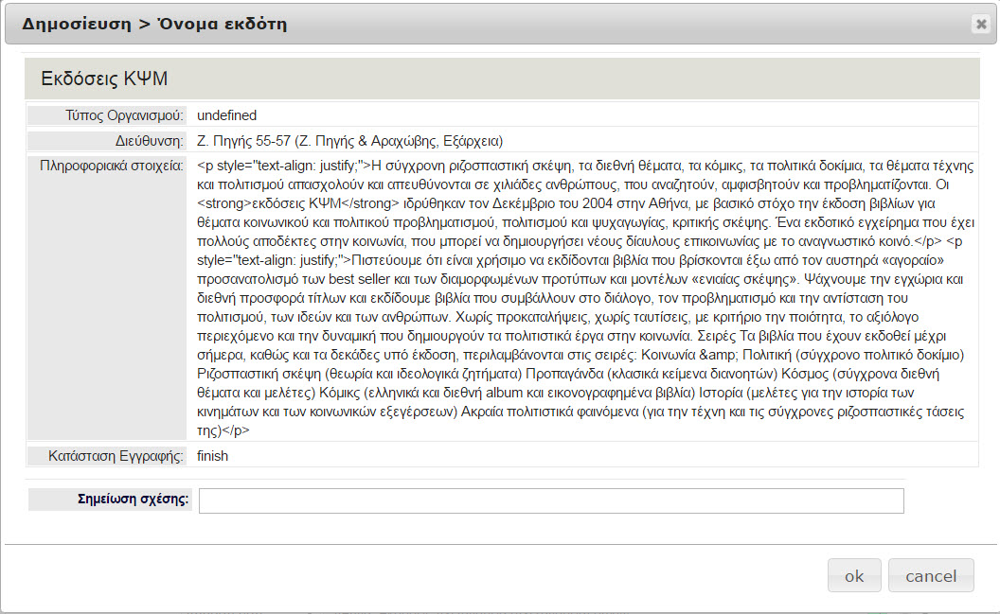 Δημοσίευση > Όνομα εκδότη
Εκδόσεις ΚΨΜ
Τύπος Οργανισμού: undefined
Διεύθυνση: Ζ. Πηγής 55-57 (Ζ. Πηγής & Αραχώβης, Εξάρχεια)
Πληροφοριακά στοιχεία: <p style="text-align: justify;">Η σύγχρονη ριζοσπαστική σκέψη, τα διεθνή θέματα, τα κόμικς, τα πολιτικά δοκίμια, τα θέματα τέχνης
και πολιτισμού απασχολούν και απευθύνονται σε χιλιάδες ανθρώπους, που αναζητούν, αμφισβητούν και προβληματίζονται. Οι
<strong>εκδόσεις ΚΨΜ</strong> ιδρύθηκαν τον Δεκέμβριο του 2004 στην Αθήνα, με βασικό στόχο την έκδοση βιβλίων για
θέματα κοινωνικού και πολιτικού προβληματισμού, πολιτισμού και ψυχαγωγίας, κριτικής σκέψης. Ένα εκδοτικό εγχείρημα που έχει
πολλούς αποδέκτες στην κοινωνία, που μπορεί να δημιουργήσει νέους δίαυλους επικοινωνίας με το αναγνωστικό κοινό.</p> <p
style="text-align: justify;">Πιστεύουμε ότι είναι χρήσιμο να εκδίδονται βιβλία που βρίσκονται έξω από τον αυστηρά «αγοραίο»
προσανατολισμό των best seller και των διαμορφωμένων προτύπων και μοντέλων «ενιαίας σκέψης». Ψάχνουμε την εγχώρια και
διεθνή προσφορά τίτλων και εκδίδουμε βιβλία που συμβάλλουν στο διάλογο, τον προβληματισμό και την αντίσταση του
πολιτισμού, των ιδεών και των ανθρώπων. Χωρίς προκαταλήψεις, χωρίς ταυτίσεις, με κριτήριο την ποιότητα, το αξιόλογο
περιεχόμενο και την δυναμική που δημιουργούν τα πολιτιστικά έργα στην κοινωνία. Σειρές Τα βιβλία που έχουν εκδοθεί μέχρι
σήμερα, καθώς και τα δεκάδες υπό έκδοση, περιλαμβάνονται στις σειρές: Κοινωνία &amp; Πολιτική (σύγχρονο πολιτικό δοκίμιο)
Ριζοσπαστική σκέψη (θεωρία και ιδεολογικά ζητήματα) Προπαγάνδα (κλασικά κείμενα διανοητών) Κόσμος (σύγχρονα διεθνή
θέματα και μελέτες) Κόμικς (ελληνικά και διεθνή album και εικονογραφημένα βιβλία) Ιστορία (μελέτες για την ιστορία των
κινημάτων και των κοινωνικών εξεγέρσεων) Ακραία πολιτιστικά φαινόμενα (για την τέχνη και τις σύγχρονες ριζοσπαστικές τάσεις
της)</p>
Κατάσταση Εγγραφής: finish
Σημείωση σχέσης:
ok cancel